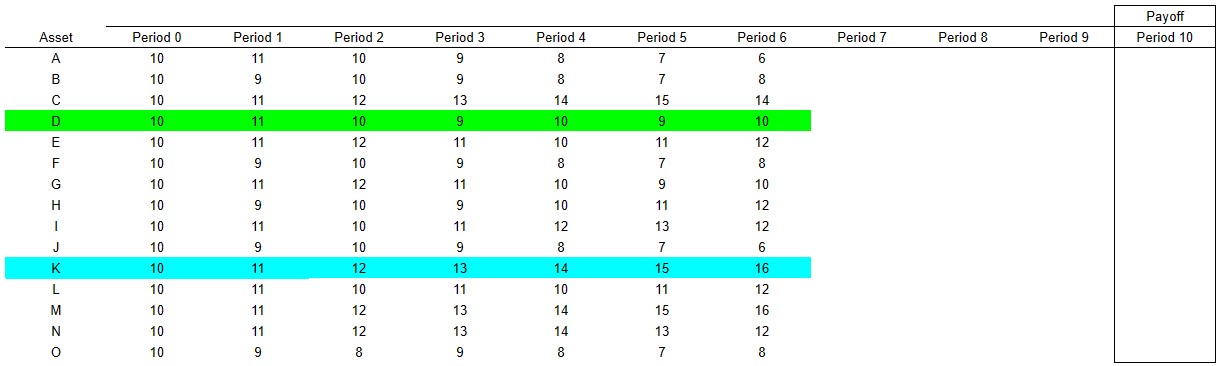 Payoff
Asset Period 0 Period 1 Period 2 Period 3 Period 4 Period 5 Period 6 Period 7 Period 8 Period 9 Period 10
A 10 11 10 9 8 7 6
B 10 9 10 9 8 7 8
C 10 11 12 13 14 15 14
D 10 11 10 9 10 9 10
E 10 11 12 11 10 11 12
F 10 9 10 9 8 7 8
G 10 11 12 11 10 9 10
H 10 9 10 9 10 11 12
I 10 11 10 11 12 13 12
J 10 9 10 9 8 7 6
K 10 11 12 13 14 15 16
L 10 11 10 11 10 11 12
M 10 11 12 13 14 15 16
N 10 11 12 13 14 13 12
O 10 9 8 9 8 7 8